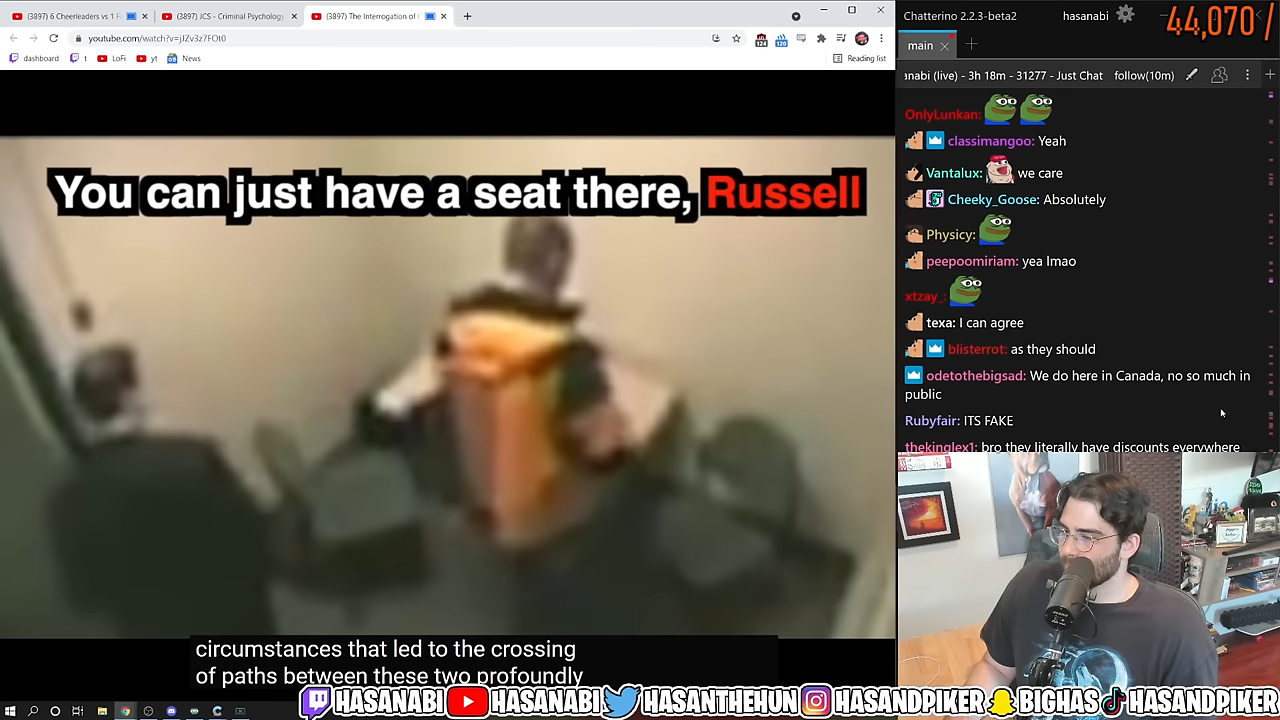 (3897) 6 Cheerleaders vs 1 F
(3897) JCS - Criminal Psychology
(3897) The Interrogation of
youtube.com/watch?v=jJZv3z7FOt0
dashboard
t
LoFi
yt
News
Reading list
You can just have a seat there, Russell
circumstances that led to the crossing
of paths between these two profoundly
Chatterino 2.2.3-beta2
hasanabi
44,070 /
main
anabi (live) - 3h 18m - 31277 - Just Chat
follow(10m)
OnlyLunkan:
classimangoo: Yeah
Vantalux: we care
Cheeky_Goose: Absolutely
Physicy:
peepoomiriam: yea lmao
xtzay_:
texa: I can agree
blisterrot: as they should
odetothebigsad: We do here in Canada, no so much in
public
Rubyfair: ITS FAKE
thekinglex1: bro they literally have discounts everywhere
HASANABI
HASANABI
HASANTHEHUN
HASANDPIKER
BIGHAS
HASANDPIKER